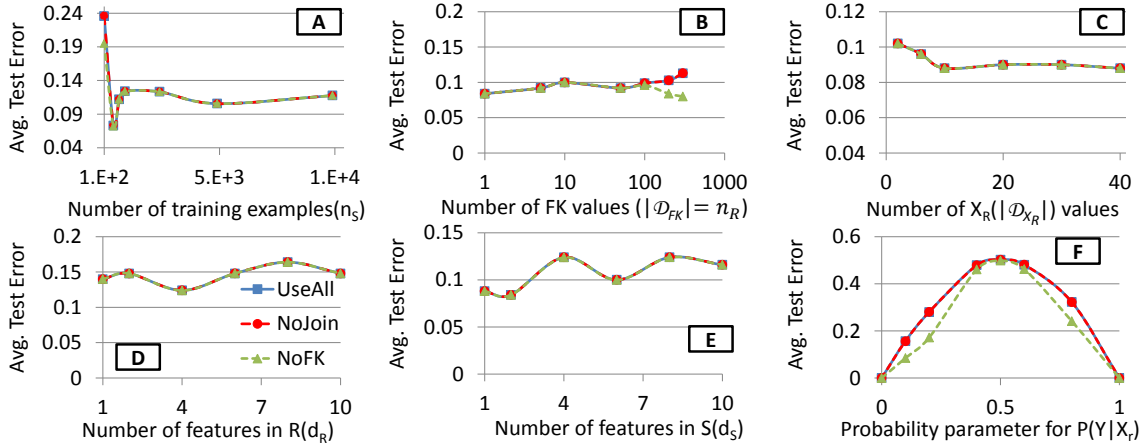 Avg. Test Error
0.24
0.19
0.14
0.09
0.04
A
1.E+2
5.E+3
1.E+4
Number of training examples(nS)
Avg. Test Error
0.2
0.15
0.1
0.05
0
B
1
10
100
1000
Number of FK values (|𝒟FK| = nR)
Avg. Test Error
0.12
0.1
0.08
0.06
0.04
C
0
20
40
Number of XR(|𝒟XR|) values
Avg. Test Error
0.2
0.15
0.1
0.05
0
UseAll
NoJoin
NoFK
D
1
4
7
10
Number of features in R(dR)
Avg. Test Error
0.15
0.1
0.05
0
E
1
4
7
10
Number of features in S(dS)
Avg. Test Error
0.6
0.4
0.2
0
F
0
0.5
1
Probability parameter for P(Y|Xr)